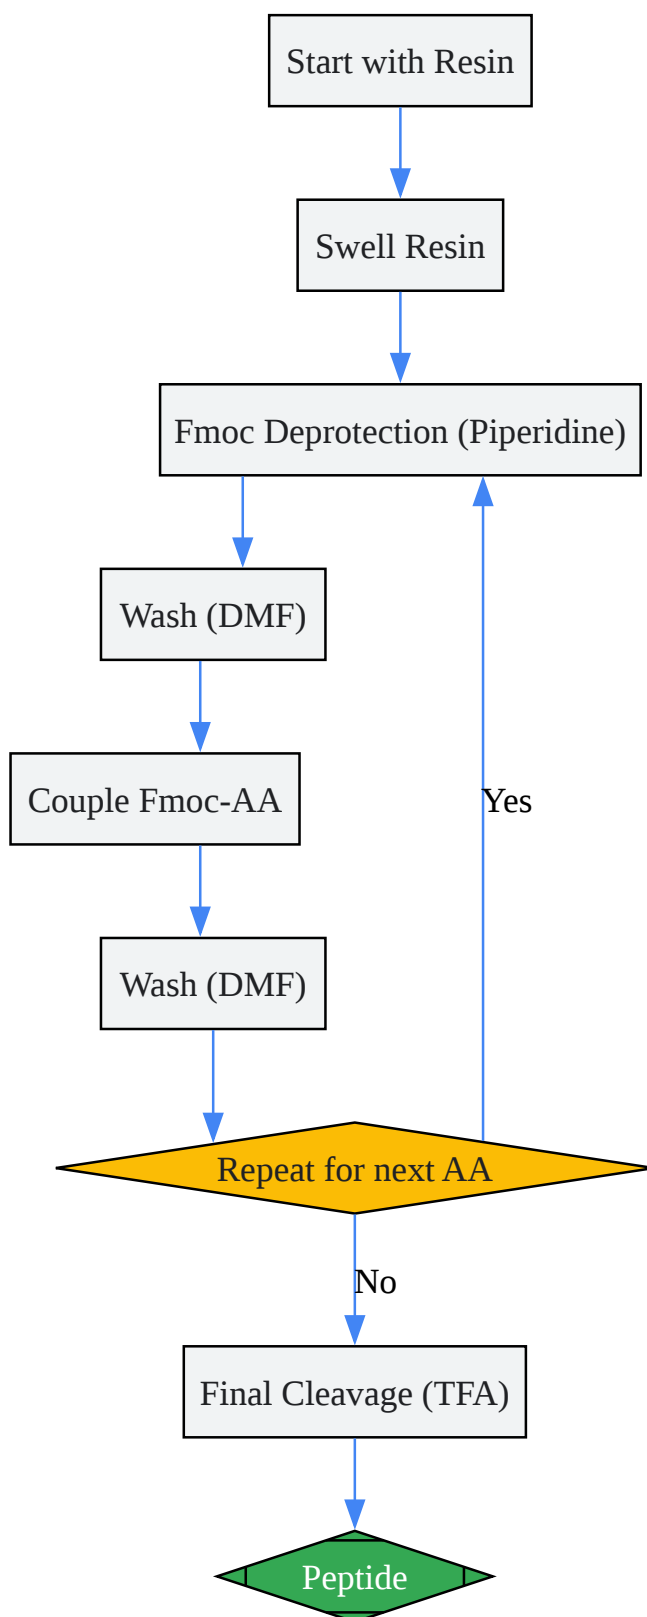 Start with Resin
Swell Resin
Fmoc Deprotection (Piperidine)
Wash (DMF)
Couple Fmoc-AA
Yes
Wash (DMF)
Repeat for next AA
No
Final Cleavage (TFA)
Peptide